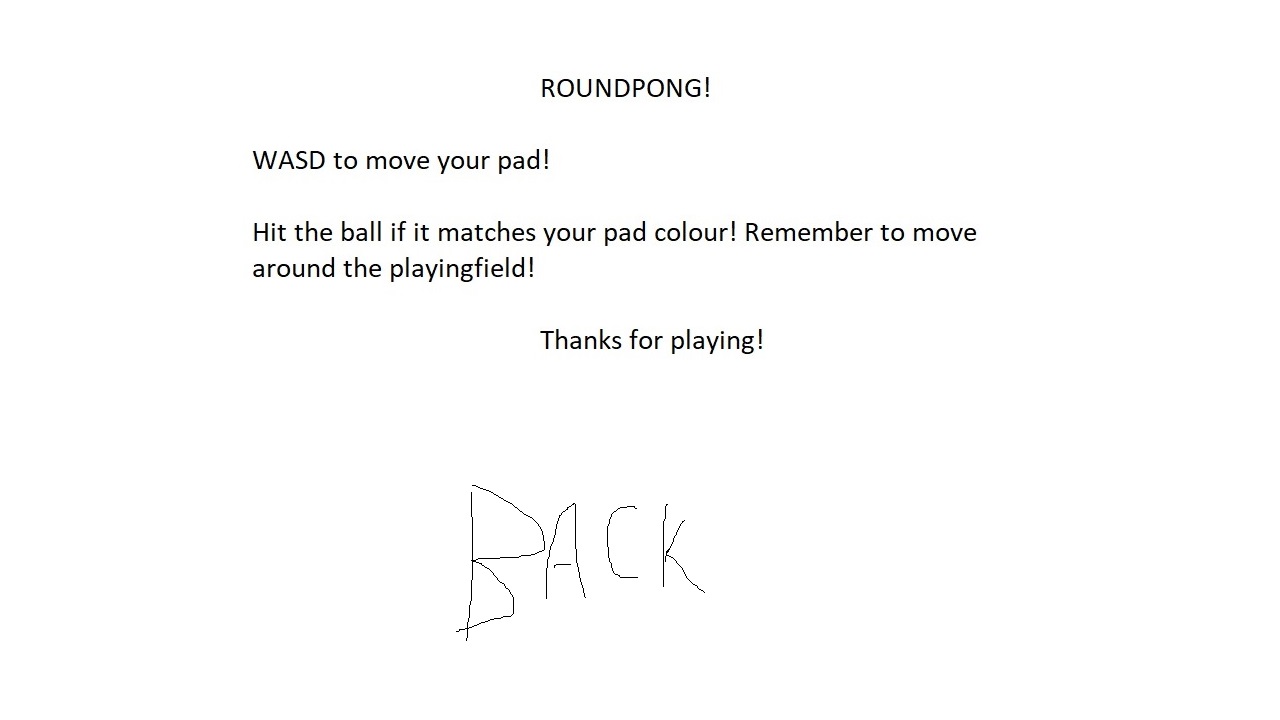 ROUNDPONG!
WASD to move your pad!
Hit the ball if it matches your pad colour! Remember to move
around the playingfield!
Thanks for playing!
BACK